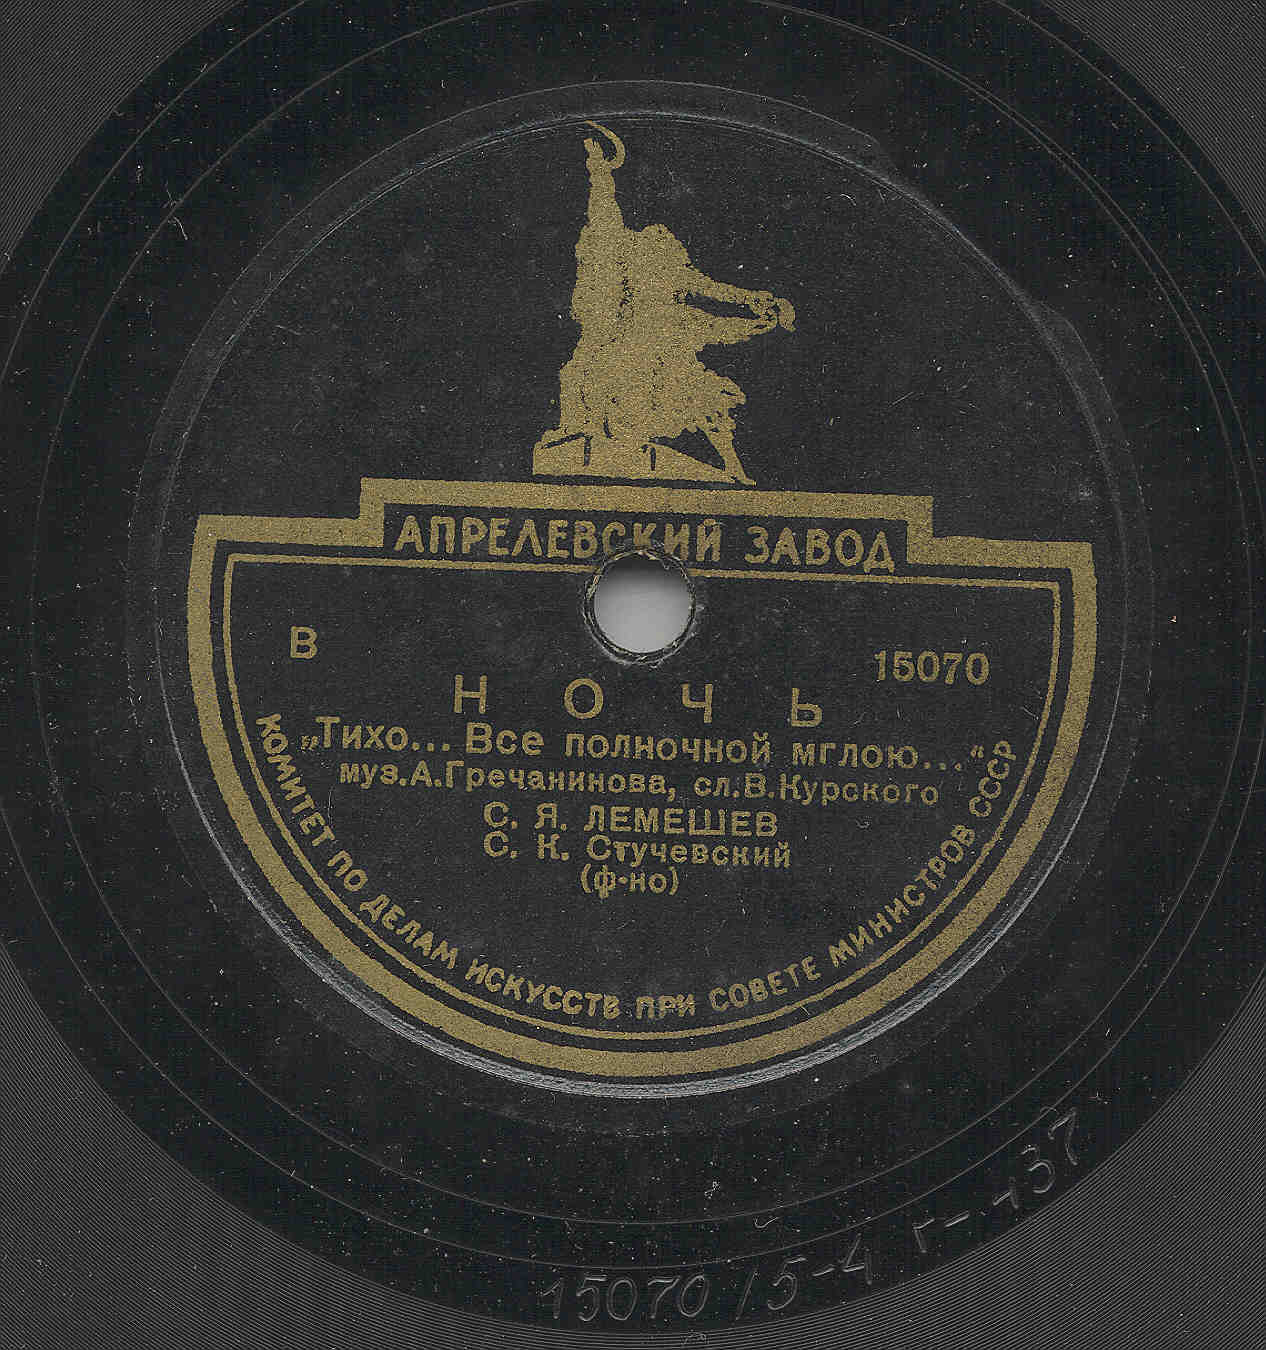 АПРЕЛЕВСКИЙ ЗАВОД
В
15070
НОЧЬ
„Тихо... Все полночной мглою..."
муз.А.Гречанинова, сл.В.Курского
С. Я. ЛЕМЕШЕВ
С. К. Стучевский
(ф-но)
КОМИТЕТ ПО ДЕЛАМ ИСКУССТВ ПРИ СОВЕТЕ МИНИСТРОВ СССР
15070 /5-4